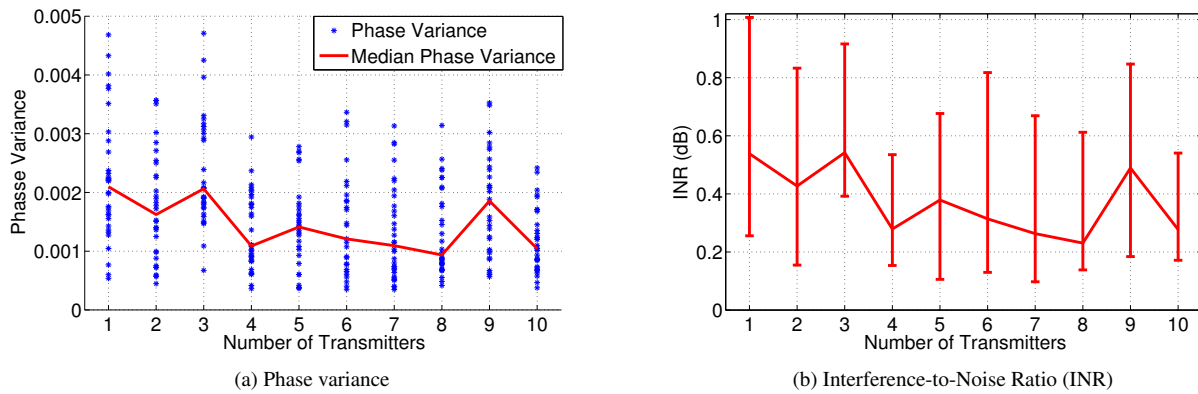 0.005
0.004
0.003
0.002
0.001
0
Phase Variance
Phase Variance
Median Phase Variance
1 2 3 4 5 6 7 8 9 10
Number of Transmitters
(a) Phase variance
1
0.8
0.6
0.4
0.2
0
INR (dB)
1 2 3 4 5 6 7 8 9 10
Number of Transmitters
(b) Interference-to-Noise Ratio (INR)